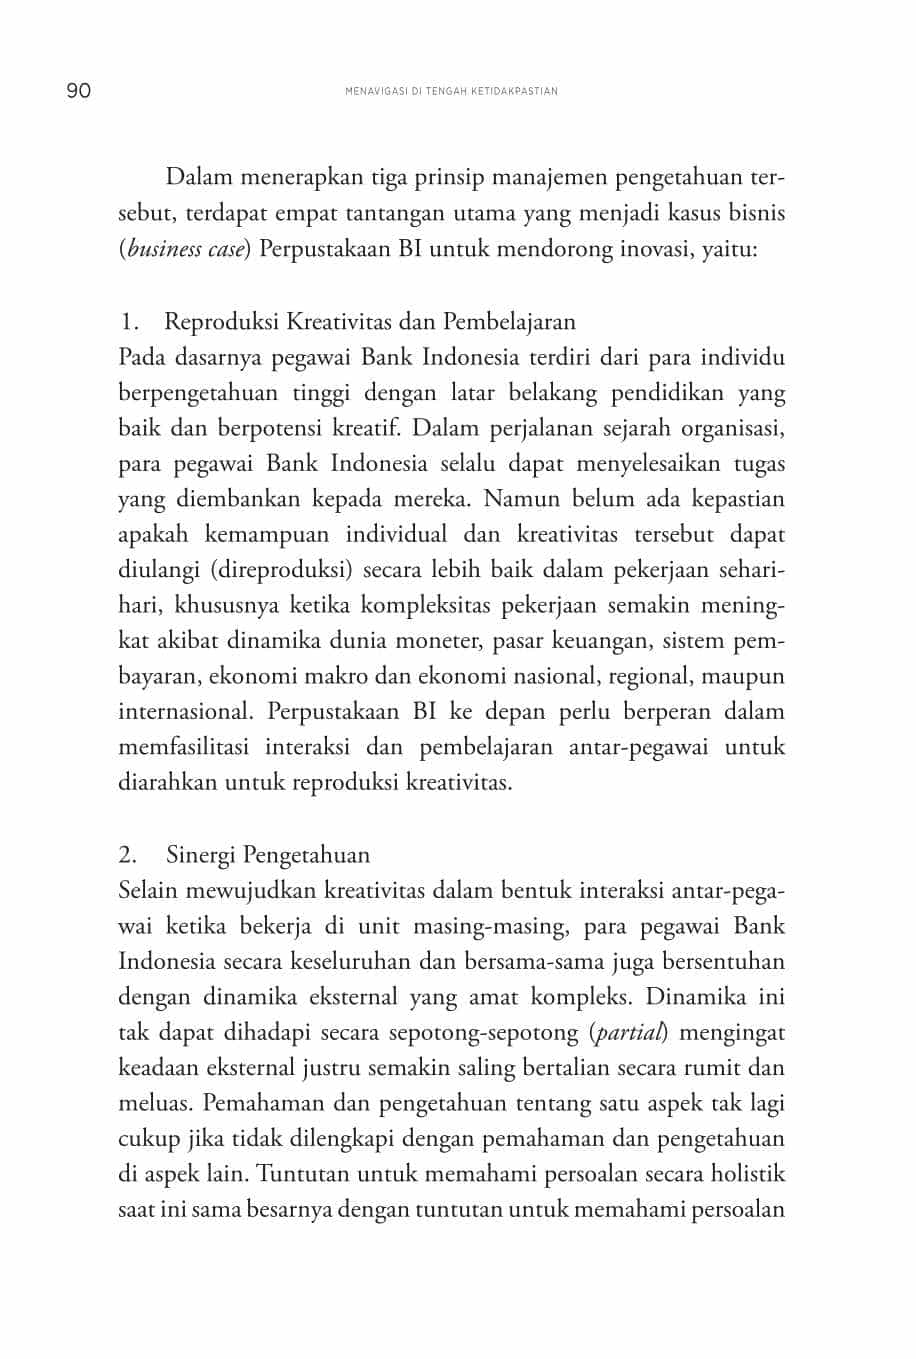 90
MENAVIGASI DI TENGAH KETIDAKPASTIAN
Dalam menerapkan tiga prinsip manajemen pengetahuan ter-
sebut, terdapat empat tantangan utama yang menjadi kasus bisnis
(business case) Perpustakaan BI untuk mendorong inovasi, yaitu:
1. Reproduksi Kreativitas dan Pembelajaran
Pada dasarnya pegawai Bank Indonesia terdiri dari para individu
berpengetahuan tinggi dengan latar belakang pendidikan yang
baik dan berpotensi kreatif. Dalam perjalanan sejarah organisasi,
para pegawai Bank Indonesia selalu dapat menyelesaikan tugas
yang diembankan kepada mereka. Namun belum ada kepastian
apakah kemampuan individual dan kreativitas tersebut dapat
diulangi (direproduksi) secara lebih baik dalam pekerjaan sehari-
hari, khususnya ketika kompleksitas pekerjaan semakin mening-
kat akibat dinamika dunia moneter, pasar keuangan, sistem pem-
bayaran, ekonomi makro dan ekonomi nasional, regional, maupun
internasional. Perpustakaan BI ke depan perlu berperan dalam
memfasilitasi interaksi dan pembelajaran antar-pegawai untuk
diarahkan untuk reproduksi kreativitas.
2. Sinergi Pengetahuan
Selain mewujudkan kreativitas dalam bentuk interaksi antar-pega-
wai ketika bekerja di unit masing-masing, para pegawai Bank
Indonesia secara keseluruhan dan bersama-sama juga bersentuhan
dengan dinamika eksternal yang amat kompleks. Dinamika ini
tak dapat dihadapi secara sepotong-sepotong (partial) mengingat
keadaan eksternal justru semakin saling bertalian secara rumit dan
meluas. Pemahaman dan pengetahuan tentang satu aspek tak lagi
cukup jika tidak dilengkapi dengan pemahaman dan pengetahuan
di aspek lain. Tuntutan untuk memahami persoalan secara holistik
saat ini sama besarnya dengan tuntutan untuk memahami persoalan